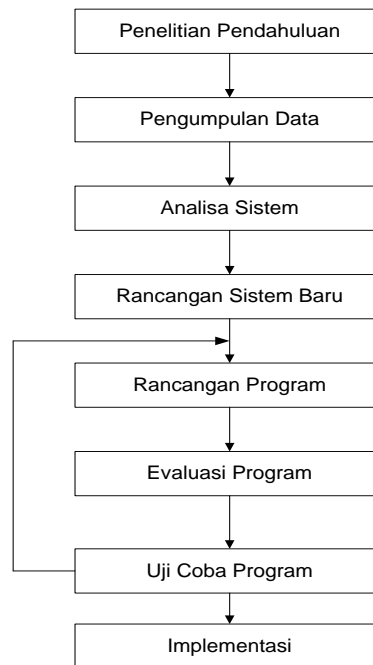 Penelitian Pendahuluan
Pengumpulan Data
Analisa Sistem
Rancangan Sistem Baru
Rancangan Program
Evaluasi Program
Uji Coba Program
Implementasi